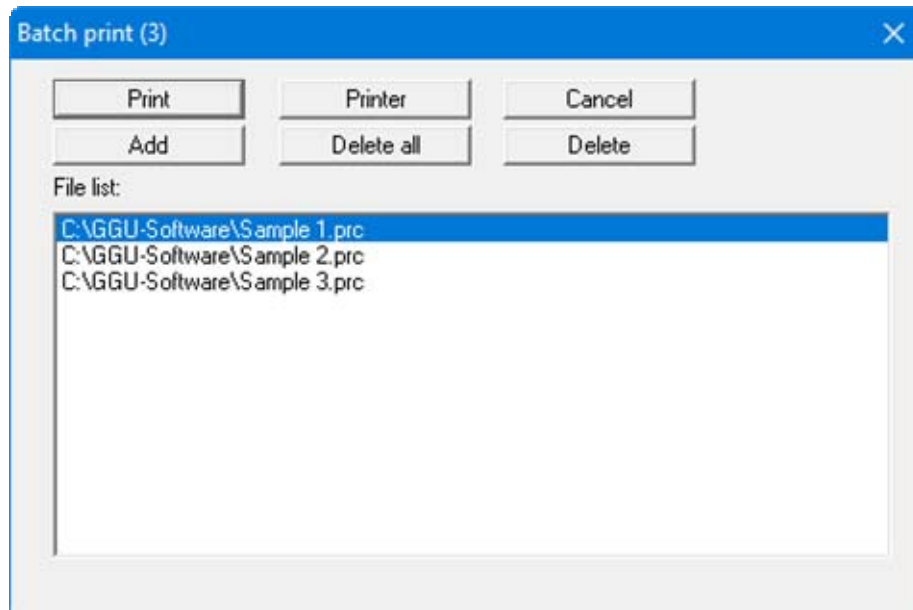 Batch print (3)
Print Printer Cancel
Add Delete all Delete
File list:
C:\GGU-Software\Sample 1.prc
C:\GGU-Software\Sample 2.prc
C:\GGU-Software\Sample 3.prc